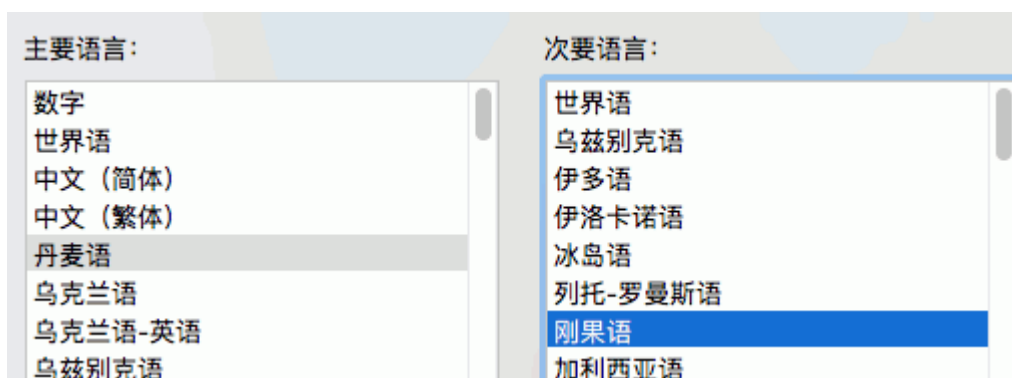 主要语言：
数字
世界语
中文（简体）
中文（繁体）
丹麦语
乌克兰语
乌克兰语-英语
乌兹别克语
次要语言：
世界语
乌兹别克语
伊多语
伊洛卡诺语
冰岛语
列托-罗曼斯语
刚果语
加利西亚语